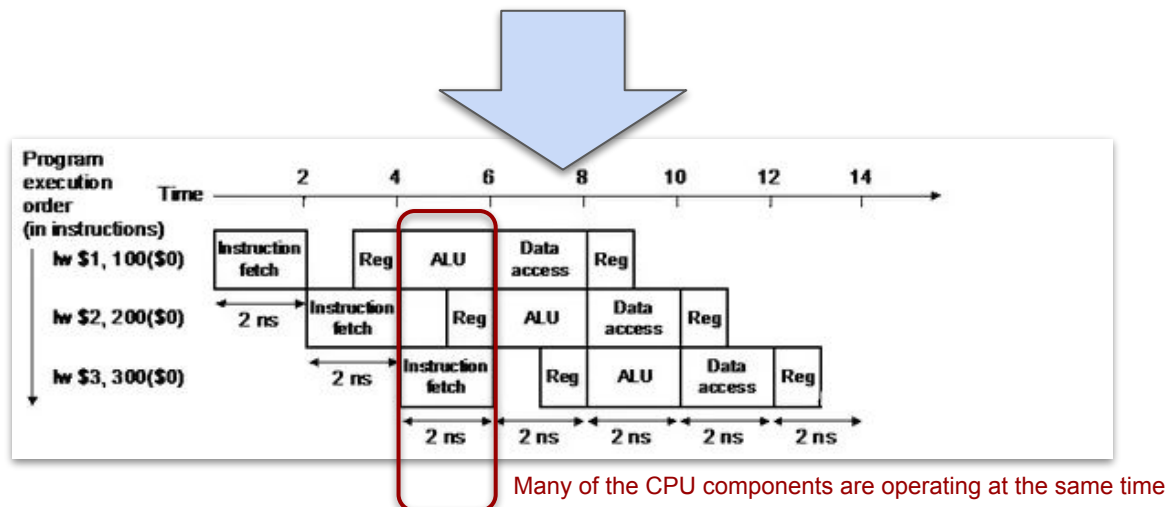 Program
execution
order
(in instructions)
Time
2 4 6 8 10 12 14
lw $1, 100($0)
Instruction
fetch
Reg
ALU
Data
access
Reg
lw $2, 200($0)
2 ns
Instruction
fetch
Reg
ALU
Data
access
Reg
lw $3, 300($0)
2 ns
Instruction
fetch
Reg
ALU
Data
access
Reg
2 ns 2 ns 2 ns 2 ns 2 ns
Many of the CPU components are operating at the same time